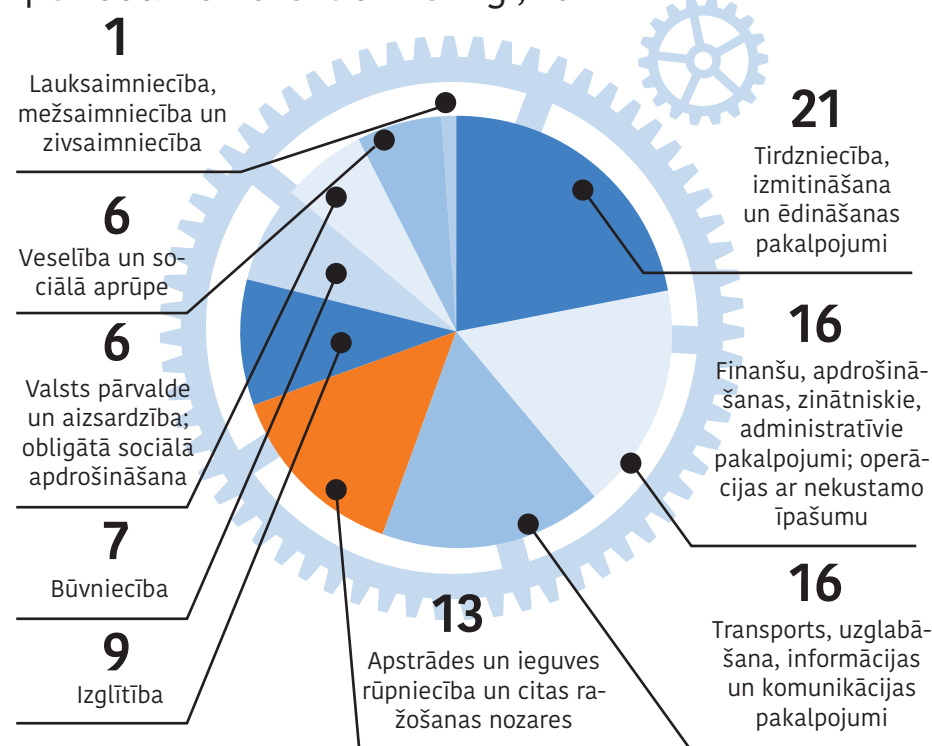 1
Lauksaimniecība,
mežsaimniecība un
zivsaimniecība
6
Veselība un so-
ciālā aprūpe
6
Valsts pārvalde
un aizsardzība;
obligātā sociālā
apdrošināšana
7
Būvniecība
9
Izglītība
13
Apstrādes un ieguves
rūpniecība un citas ra-
žošanas nozares
21
Tirdzniecība,
izmitināšana
un ēdināšanas
pakalpojumi
16
Finanšu, apdrošinā-
šanas, zinātniskie,
administratīvie
pakalpojumi; operā-
cijas ar nekustamo
īpašumu
16
Transports, uzglabā-
šana, informācijas
un komunikācijas
pakalpojumi